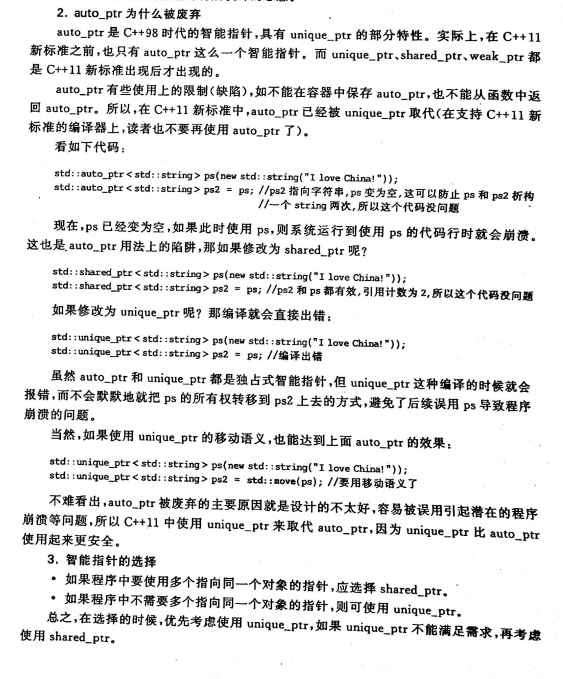 2. auto_ptr 为什么被废弃
auto_ptr 是 C++98 时代的智能指针,具有 unique_ptr 的部分特性。实际上,在 C++11
新标准之前,也只有 auto_ptr 这么一个智能指针。而 unique_ptr、shared_ptr、weak_ptr 都
是 C++11 新标准出现后才出现的。
auto_ptr 有些使用上的限制(缺陷),如不能在容器中保存 auto_ptr,也不能从函数中返
回 auto_ptr。所以,在 C++11 新标准中,auto_ptr 已经被 unique_ptr 取代(在支持 C++11 新
标准的编译器上,读者也不要再使用 auto_ptr 了)。
看如下代码:
std::auto_ptr<std::string> ps(new std::string("I love China!"));
std::auto_ptr<std::string> ps2 = ps; //ps2 指向字符串,ps 变为空,这可以防止 ps 和 ps2 析构
//一个 string 两次,所以这个代码没问题
现在,ps 已经变为空,如果此时使用 ps,则系统运行到使用 ps 的代码行时就会崩溃。
这也是 auto_ptr 用法上的陷阱,那如果修改为 shared_ptr 呢?
std::shared_ptr<std::string> ps(new std::string("I love China!"));
std::shared_ptr<std::string> ps2 = ps; //ps2 和 ps 都有效,引用计数为 2,所以这个代码没问题
如果修改为 unique_ptr 呢? 那编译就会直接出错:
std::unique_ptr<std::string> ps(new std::string("I love China!"));
std::unique_ptr<std::string> ps2 = ps; //编译出错
虽然 auto_ptr 和 unique_ptr 都是独占式智能指针,但 unique_ptr 这种编译的时候就会
报错,而不会默默地就把 ps 的所有权转移到 ps2 上去的方式,避免了后续误用 ps 导致程序
崩溃的问题。
当然,如果使用 unique_ptr 的移动语义,也能达到上面 auto_ptr 的效果:
std::unique_ptr<std::string> ps(new std::string("I love China!"));
std::unique_ptr<std::string> ps2 = std::move(ps); //要用移动语义了
不难看出,auto_ptr 被废弃的主要原因就是设计的不太好,容易被误用引起潜在的程序
崩溃等问题,所以 C++11 中使用 unique_ptr 来取代 auto_ptr,因为 unique_ptr 比 auto_ptr
使用起来更安全。
3. 智能指针的选择
• 如果程序中要使用多个指向同一个对象的指针,应选择 shared_ptr。
• 如果程序中不需要多个指向同一个对象的指针,则可使用 unique_ptr。
总之,在选择的时候,优先考虑使用 unique_ptr,如果 unique_ptr 不能满足需求,再考虑
使用 shared_ptr。